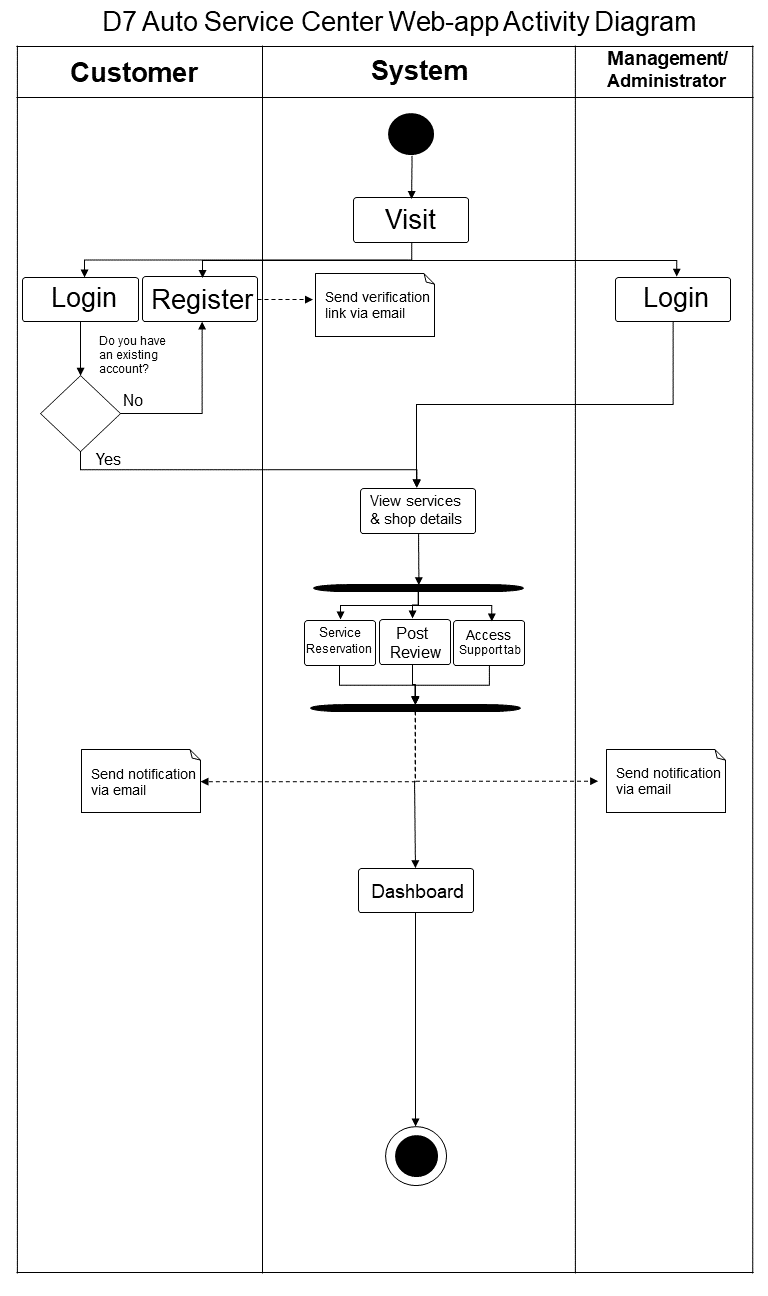 D7 Auto Service Center Web-app Activity Diagram
Customer
System
Management/
Administrator
Visit
Login
Register
Send verification
link via email
Login
Do you have
an existing
account?
No
Yes
View services
& shop details
Service
Reservation
Post
Review
Access
Support tab
Send notification
via email
Send notification
via email
Dashboard